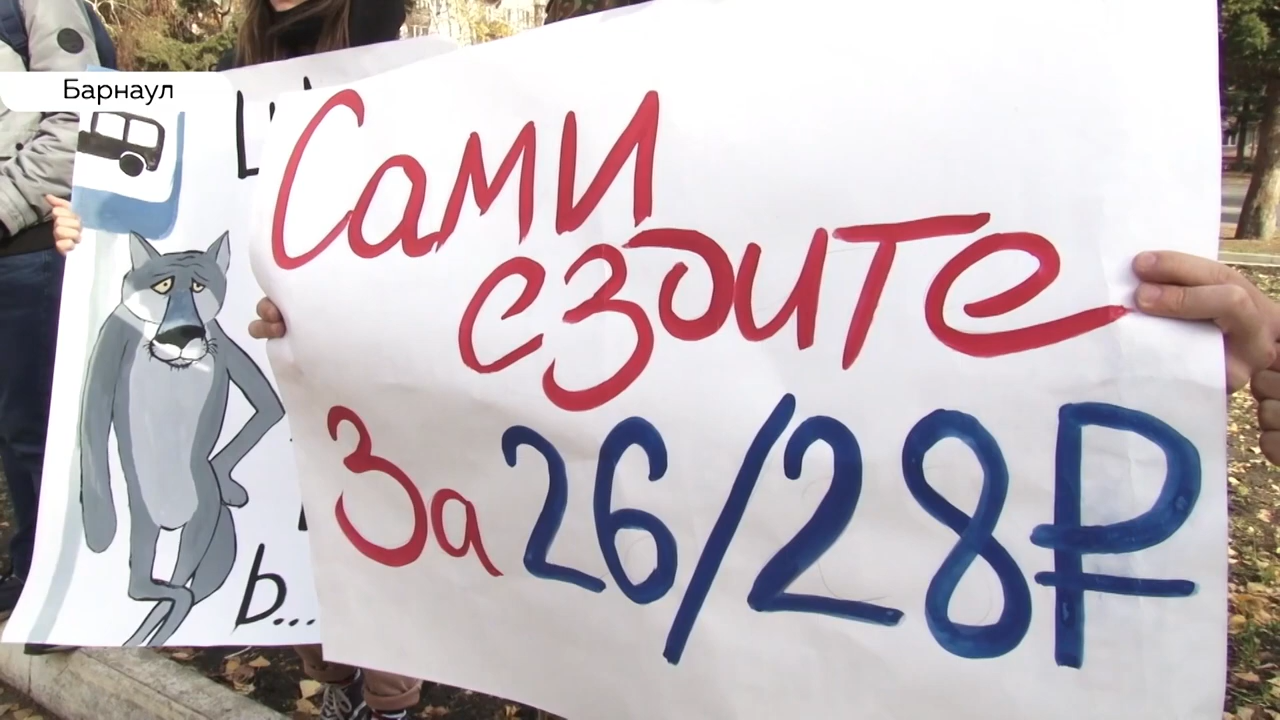 Барнаул
Сами
ездите
За 26/28₽
ь...